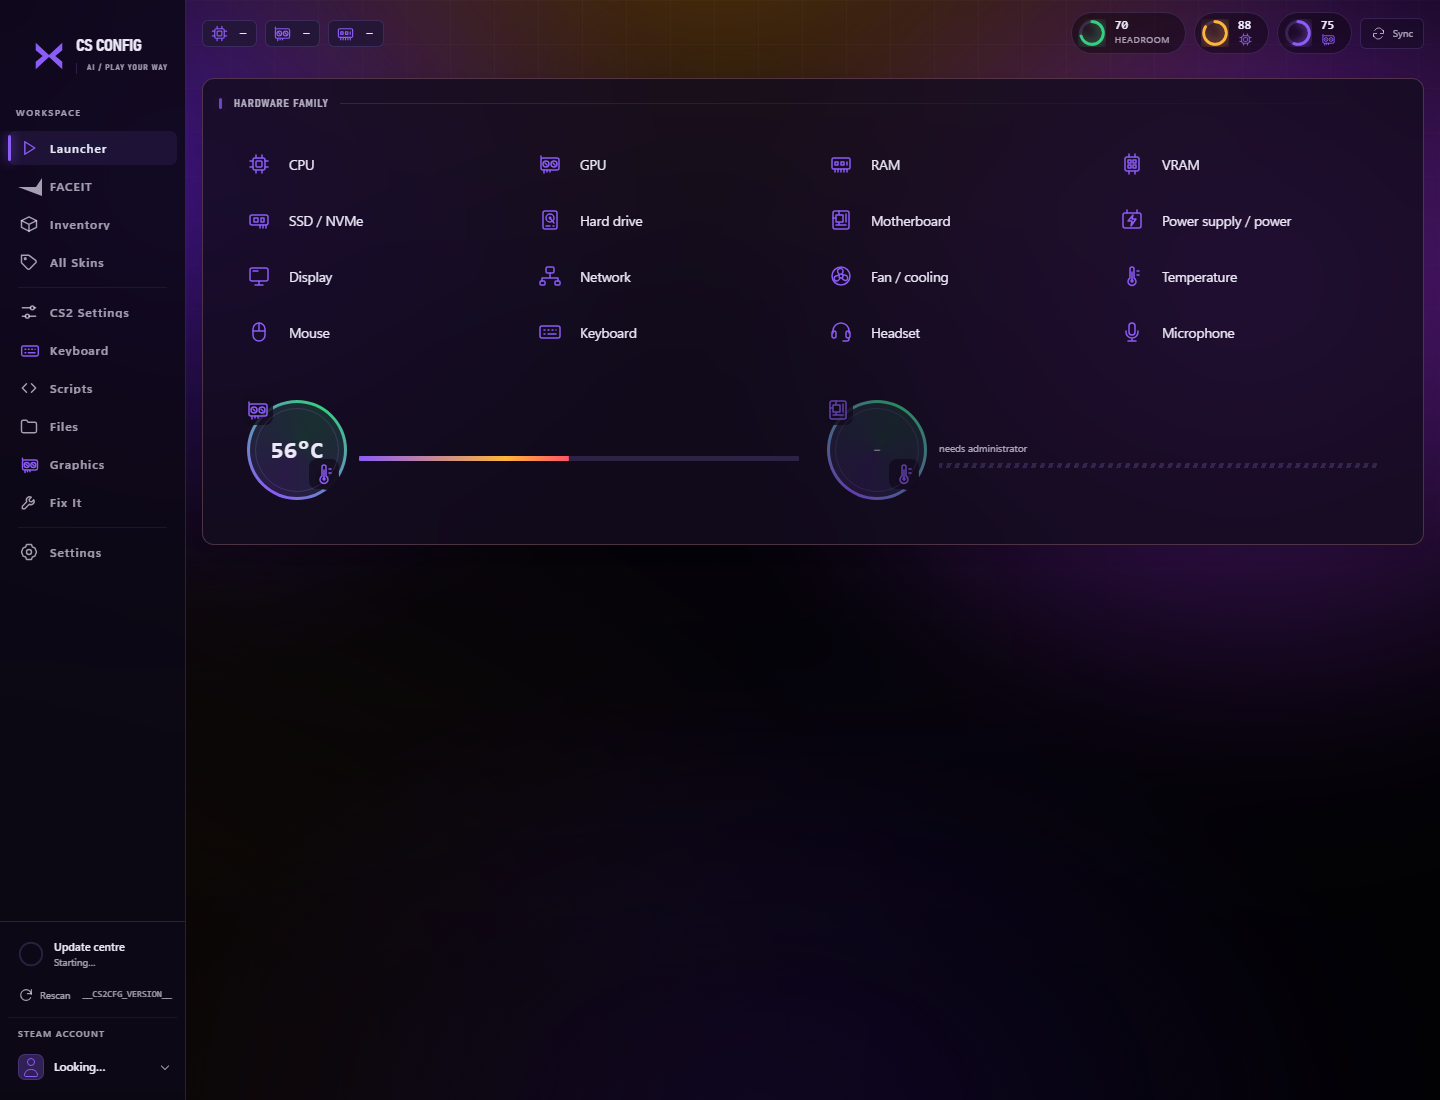 CS CONFIG
AI / PLAY YOUR WAY
WORKSPACE
Launcher
FACEIT
Inventory
All Skins
CS2 Settings
Keyboard
Scripts
Files
Graphics
Fix It
Settings
Update centre
Starting...
Rescan __CS2CFG_VERSION__
STEAM ACCOUNT
Looking...
– – –
70
HEADROOM
88
75
Sync
HARDWARE FAMILY
CPU GPU RAM VRAM
SSD / NVMe Hard drive Motherboard Power supply / power
Display Network Fan / cooling Temperature
Mouse Keyboard Headset Microphone
56°C
–
needs administrator